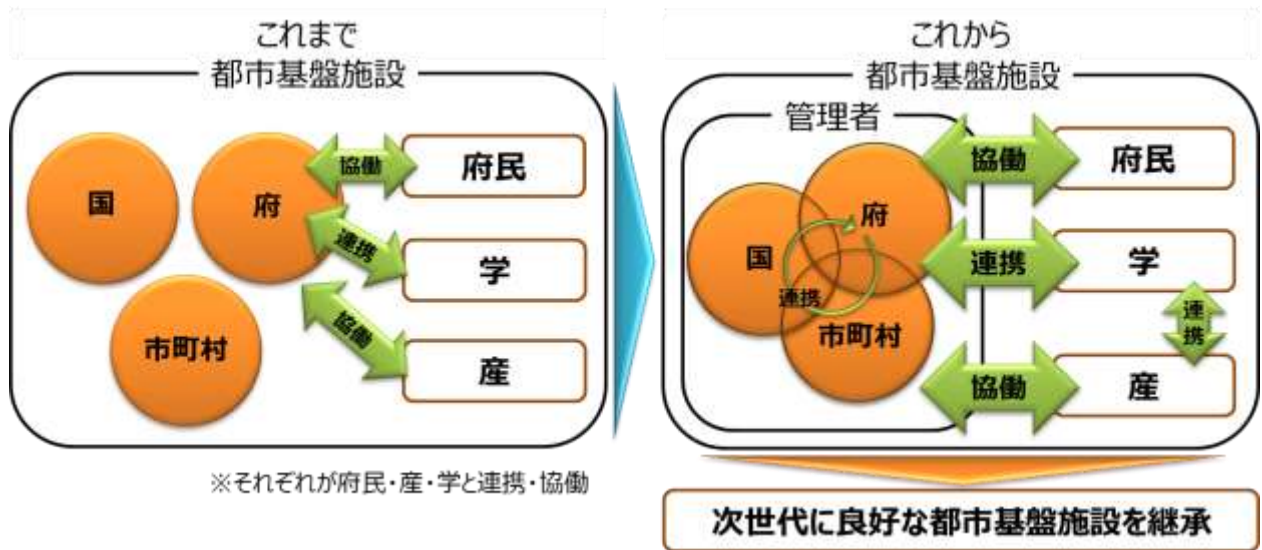 これまで
都市基盤施設
国
府
市町村
協働
連携
協働
府民
学
産
※それぞれが府民・産・学と連携・協働
これから
都市基盤施設
管理者
国
府
市町村
連携
協働
連携
協働
府民
学
連携
産
次世代に良好な都市基盤施設を継承